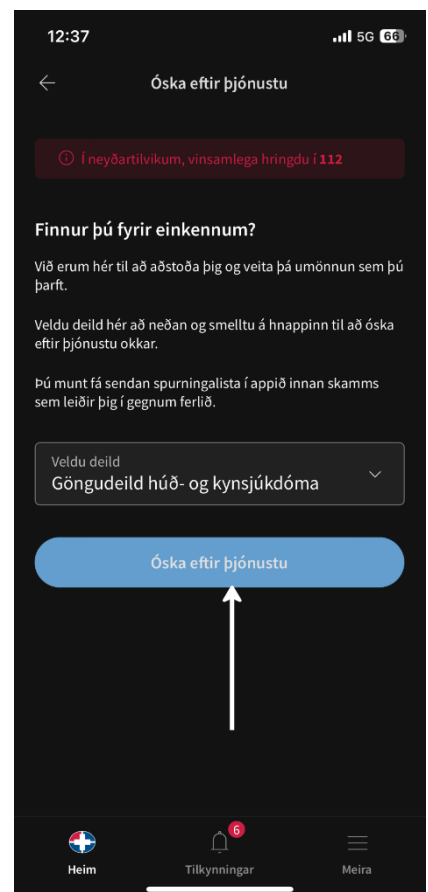 12:37
5G 66
Óska eftir þjónustu
Í neyðartilvikum, vinsamlega hringdu í 112
Finnur þú fyrir einkennum?
Við erum hér til að aðstoða þig og veita þá umönnun sem þú
þarft.
Veldu deild hér að neðan og smelltu á hnappinn til að óska
eftir þjónustu okkar.
Þú munt fá sendan spurningalista í appið innan skamms
sem leiðir þig í gegnum ferlið.
Veldu deild
Göngudeild húð- og kynsjúkdóma
Óska eftir þjónustu
6
Heim
Tilkynningar
Meira